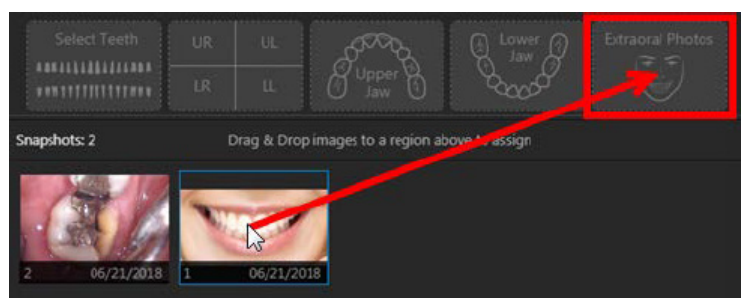 Select Teeth
UR
UL
LR
LL
Upper
Jaw
Lower
Jaw
Extraoral Photos
Snapshots: 2
Drag & Drop images to a region above to assign
2
06/21/2018
1
06/21/2018